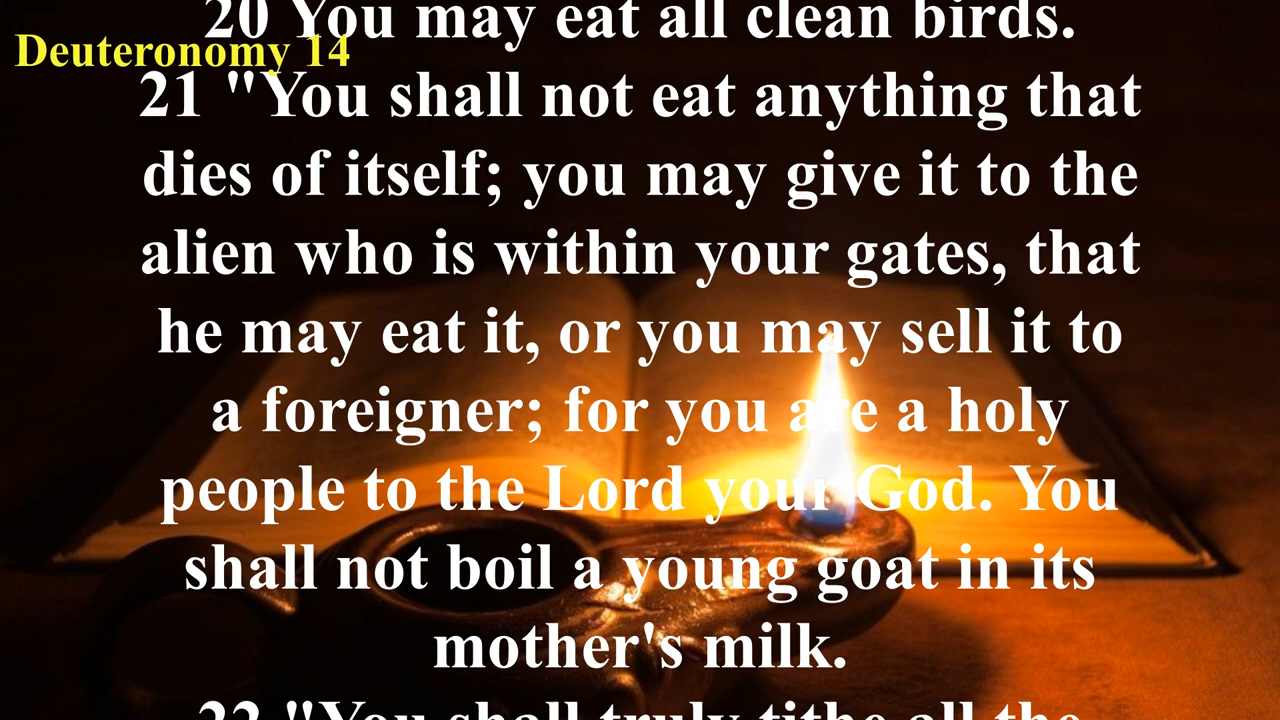 20 You may eat all clean birds.
Deuteronomy 14
21 "You shall not eat anything that
dies of itself; you may give it to the
alien who is within your gates, that
he may eat it, or you may sell it to
a foreigner; for you are a holy
people to the Lord your God. You
shall not boil a young goat in its
mother's milk.
22 "You shall truly tithe all the